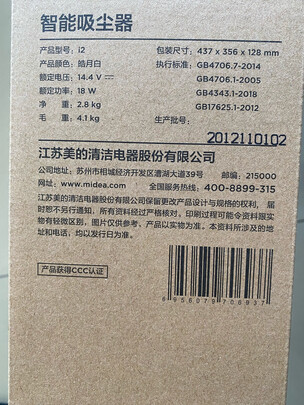 智能吸尘器
产品型号: i2
产品颜色: 皓月白
额定电压: 14.4 V ⎓
额定功率: 18 W
净 重: 2.8 kg
毛 重: 4.1 kg
包装尺寸: 437 x 356 x 128 mm
执行标准: GB4706.7-2014
GB4706.1-2005
GB4343.1-2018
GB17625.1-2012
生产批号:
2012110102
江苏美的清洁电器股份有限公司
公司地址: 苏州市相城经济开发区漕湖大道39号 邮编: 215000
www.midea.com 全国服务热线: 400-8899-315
江苏美的清洁电器股份有限公司保留更改产品设计与规格的权利, 届
时恕不另行通知, 所有资料经过严格核对, 印刷过程可能令资料跟实
物有轻微区别, 图片仅供参考, 产品以实物为准。本资料所涉及的地
址和电话, 均以发行日为准。
产品获得CCC认证
6956079706937